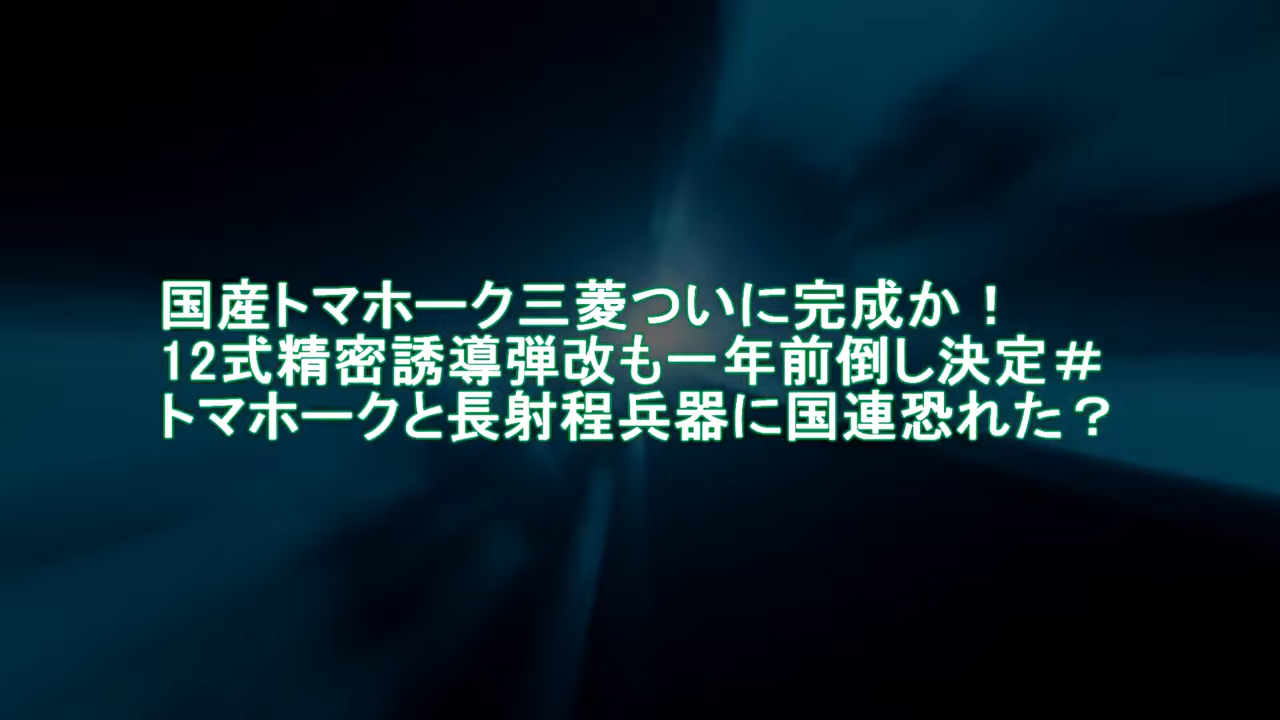 国産トマホーク三菱ついに完成か！
12式精密誘導弾改も一年前倒し決定＃
トマホークと長射程兵器に国連恐れた？